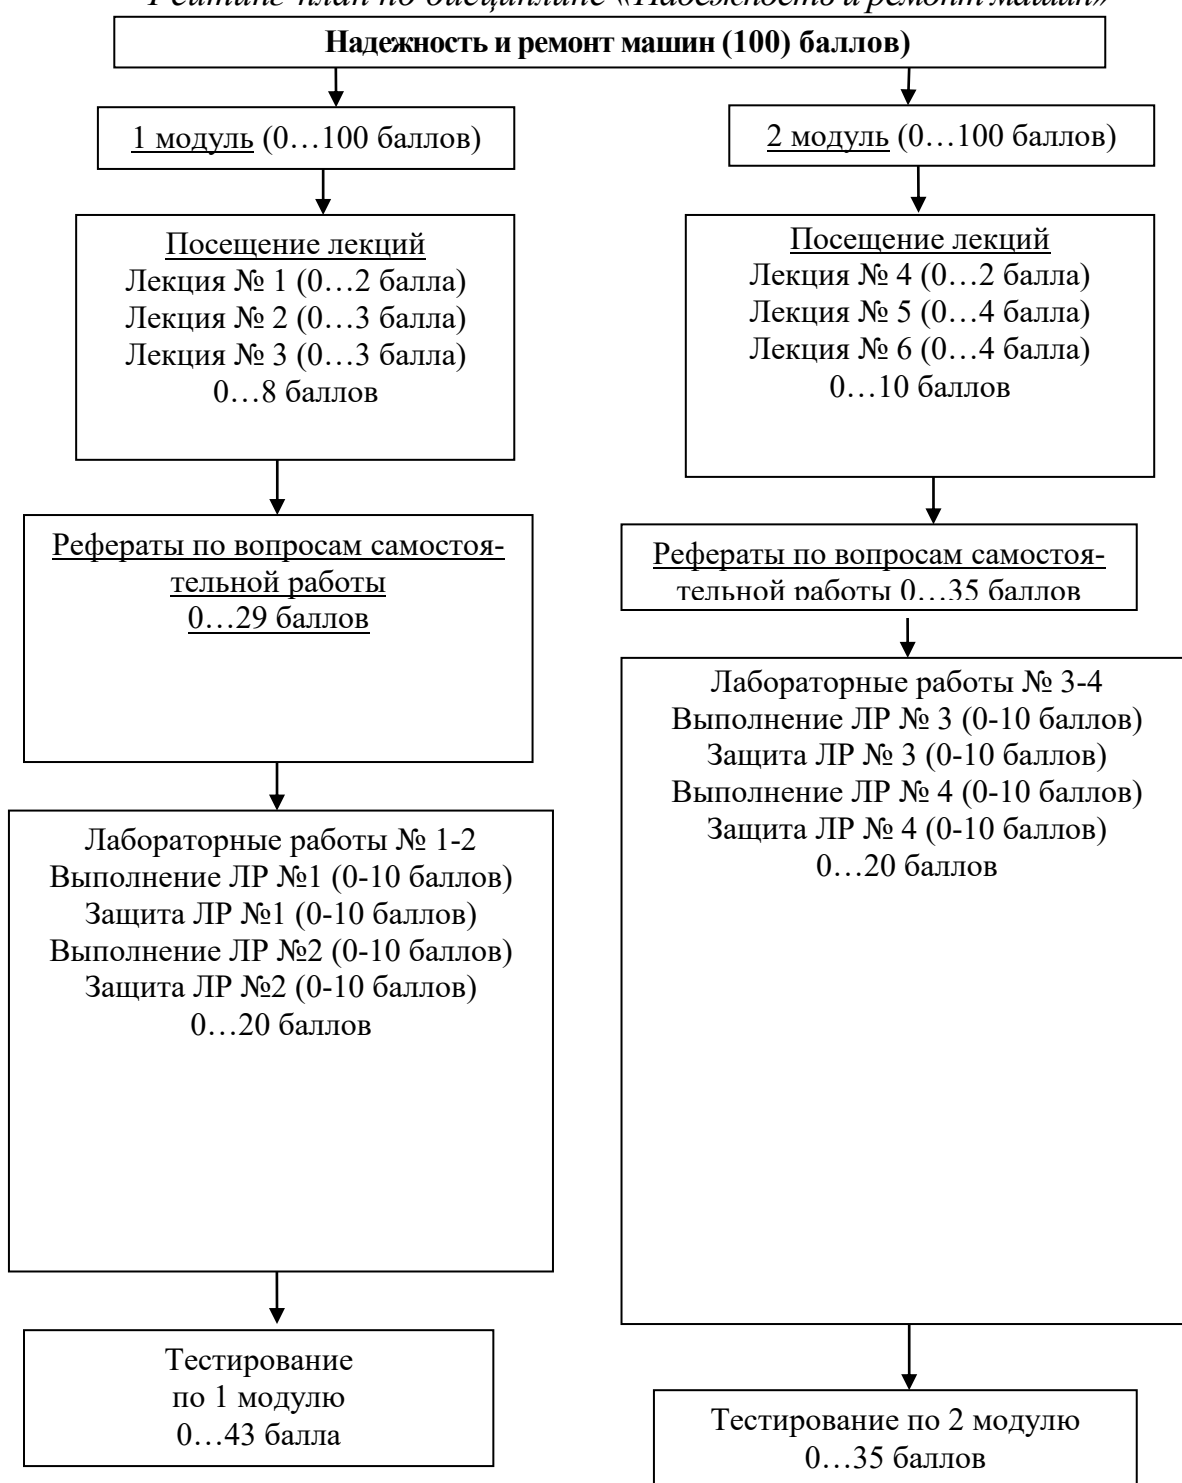 Рейтинг-план по дисциплине «Надежность и ремонт машин»
Надежность и ремонт машин (100) баллов)
1 модуль (0…100 баллов)
Посещение лекций
Лекция № 1 (0…2 балла)
Лекция № 2 (0…3 балла)
Лекция № 3 (0…3 балла)
0…8 баллов
Рефераты по вопросам самостоя-
тельной работы
0…29 баллов
Лабораторные работы № 1-2
Выполнение ЛР №1 (0-10 баллов)
Защита ЛР №1 (0-10 баллов)
Выполнение ЛР №2 (0-10 баллов)
Защита ЛР №2 (0-10 баллов)
0…20 баллов
Тестирование
по 1 модулю
0…43 балла
2 модуль (0…100 баллов)
Посещение лекций
Лекция № 4 (0…2 балла)
Лекция № 5 (0…4 балла)
Лекция № 6 (0…4 балла)
0…10 баллов
Рефераты по вопросам самостоя-
тельной работы 0…35 баллов
Лабораторные работы № 3-4
Выполнение ЛР № 3 (0-10 баллов)
Защита ЛР № 3 (0-10 баллов)
Выполнение ЛР № 4 (0-10 баллов)
Защита ЛР № 4 (0-10 баллов)
0…20 баллов
Тестирование по 2 модулю
0…35 баллов